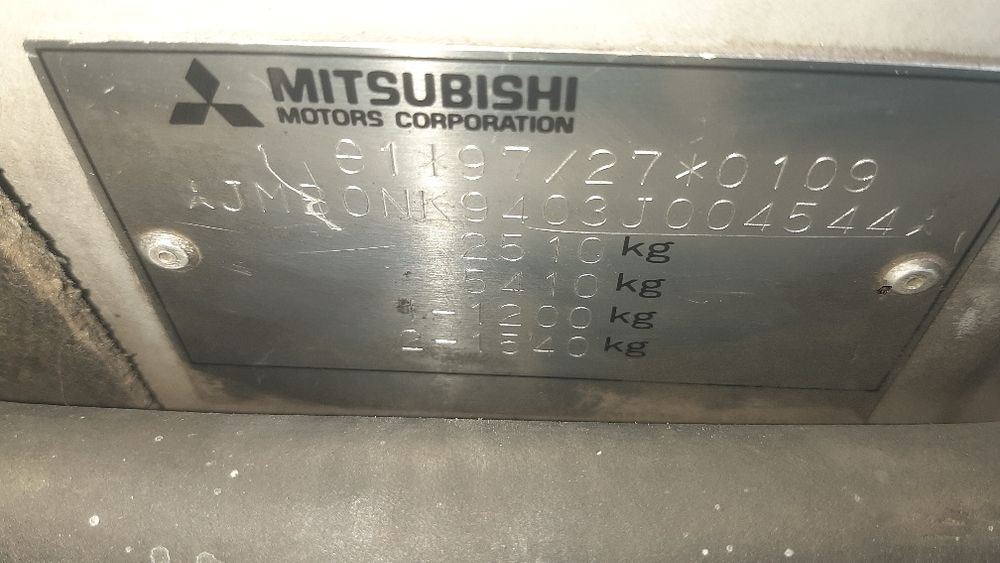 MITSUBISHI
MOTORS CORPORATION
e1*97/27*0109
*JMB0NK9403J004544*
2510 kg
5410 kg
1-1200 kg
2-1540 kg